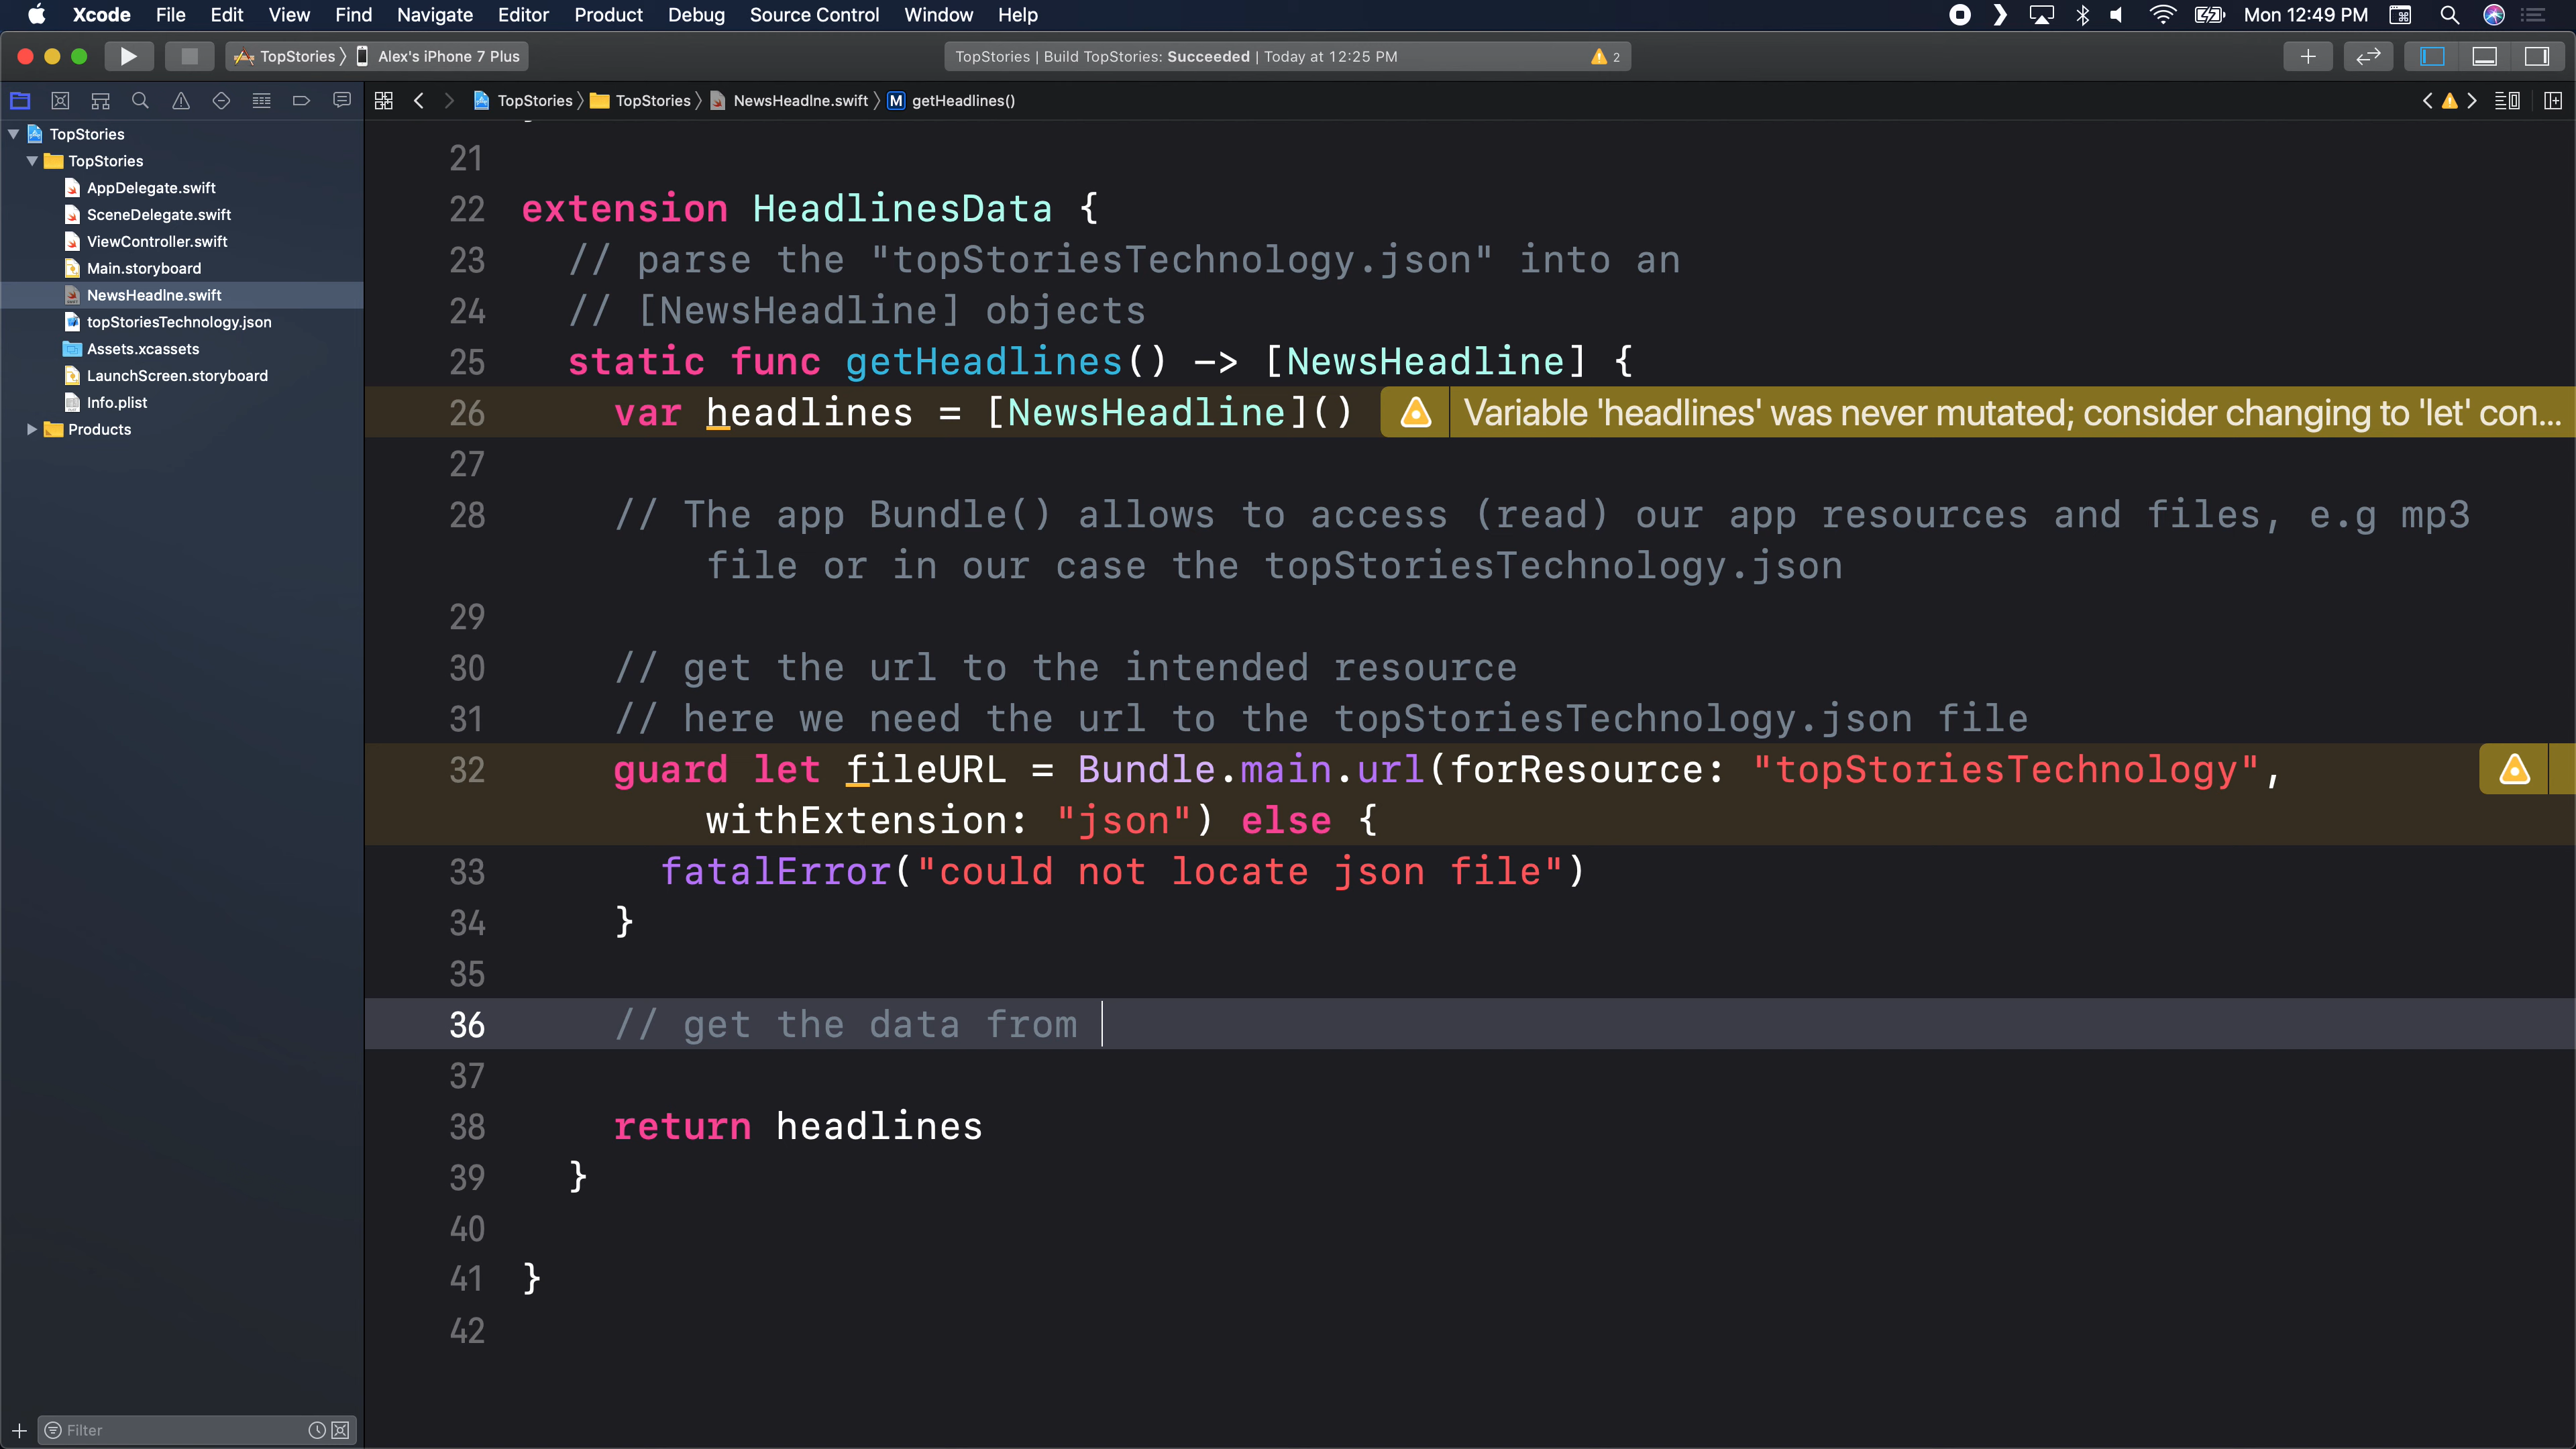 Xcode File Edit View Find Navigate Editor Product Debug Source Control Window Help Mon 12:49 PM
TopStories Alex's iPhone 7 Plus TopStories | Build TopStories: Succeeded | Today at 12:25 PM 2
TopStories TopStories NewsHeadlne.swift M getHeadlines()
TopStories
TopStories
AppDelegate.swift
SceneDelegate.swift
ViewController.swift
Main.storyboard
NewsHeadlne.swift
topStoriesTechnology.json
Assets.xcassets
LaunchScreen.storyboard
Info.plist
Products
Filter
21
22 extension HeadlinesData {
23 // parse the "topStoriesTechnology.json" into an
24 // [NewsHeadline] objects
25 static func getHeadlines() -> [NewsHeadline] {
26 var headlines = [NewsHeadline]() Variable 'headlines' was never mutated; consider changing to 'let' con...
27
28 // The app Bundle() allows to access (read) our app resources and files, e.g mp3
file or in our case the topStoriesTechnology.json
29
30 // get the url to the intended resource
31 // here we need the url to the topStoriesTechnology.json file
32 guard let fileURL = Bundle.main.url(forResource: "topStoriesTechnology",
withExtension: "json") else {
33 fatalError("could not locate json file")
34 }
35
36 // get the data from
37
38 return headlines
39 }
40
41 }
42